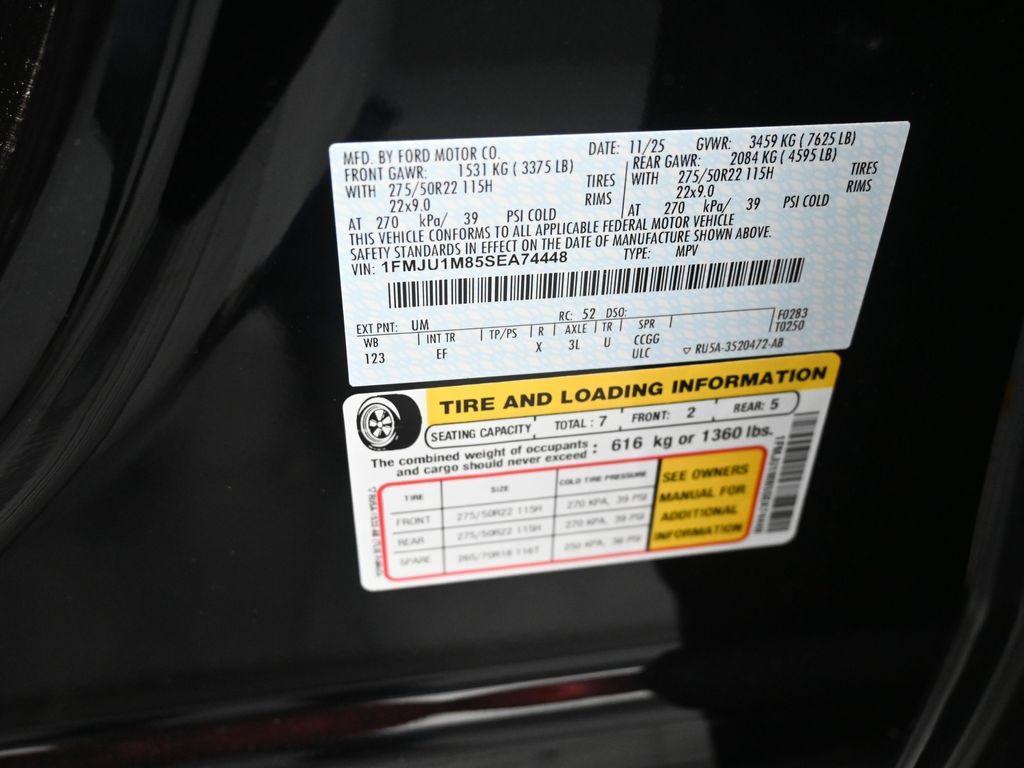 MFD. BY FORD MOTOR CO. DATE: 11/25 GVWR: 3459 KG ( 7625 LB)
FRONT GAWR: 1531 KG ( 3375 LB) REAR GAWR: 2084 KG ( 4595 LB)
WITH 275/50R22 115H TIRES WITH 275/50R22 115H TIRES
22x9.0 RIMS 22x9.0 RIMS
AT 270 kPa/ 39 PSI COLD AT 270 kPa/ 39 PSI COLD
THIS VEHICLE CONFORMS TO ALL APPLICABLE FEDERAL MOTOR VEHICLE
SAFETY STANDARDS IN EFFECT ON THE DATE OF MANUFACTURE SHOWN ABOVE.
VIN: 1FMJU1M85SEA74448 TYPE: MPV
EXT PNT: UM RC: 52 DSO: F0283
WB INT TR TP/PS R AXLE TR SPR T0250
123 EF X 3L U CCGG
ULC ▽ RU5A-3520472-AB
TIRE AND LOADING INFORMATION
SEATING CAPACITY TOTAL : 7 FRONT: 2 REAR: 5
The combined weight of occupants
and cargo should never exceed : 616 kg or 1360 lbs.
TIRE SIZE COLD TIRE PRESSURE
FRONT 275/50R22 115H 270 KPA, 39 PSI
REAR 275/50R22 115H 270 KPA, 39 PSI
SPARE 265/70R18 116T 250 KPA, 36 PSI
SEE OWNERS
MANUAL FOR
ADDITIONAL
INFORMATION